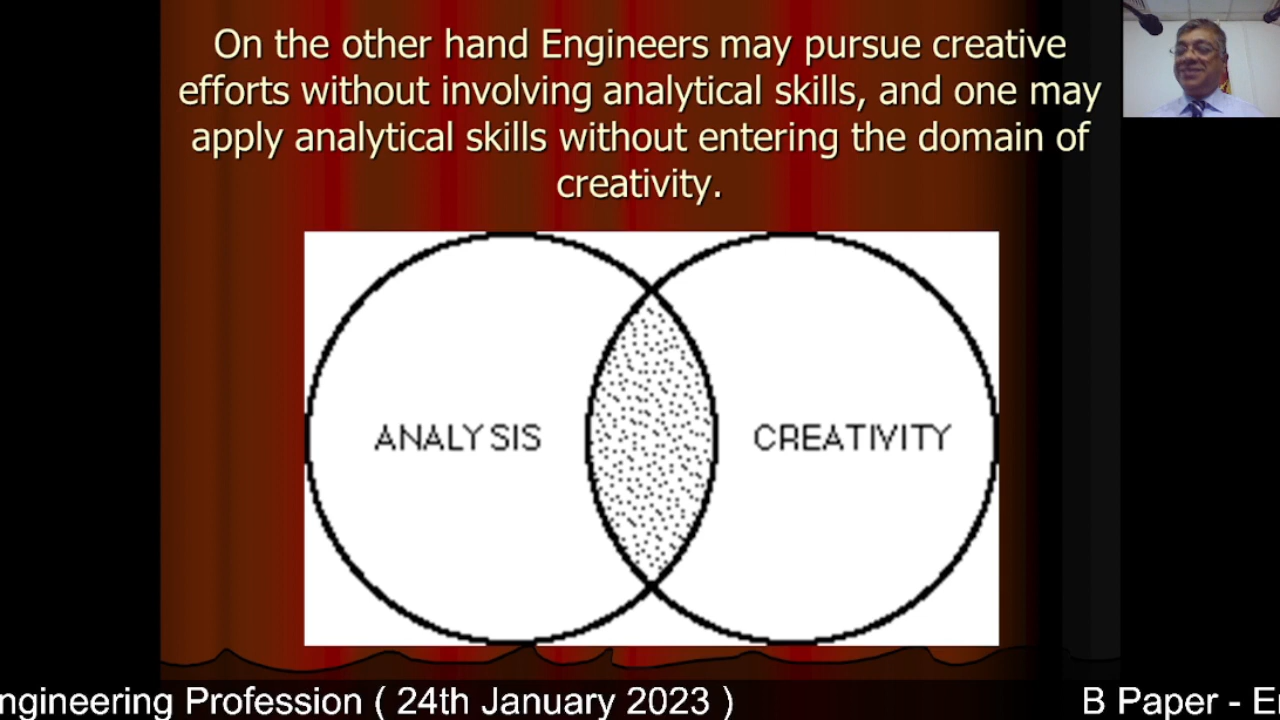 On the other hand Engineers may pursue creative
efforts without involving analytical skills, and one may
apply analytical skills without entering the domain of
creativity.
ANALYSIS
CREATIVITY
ngineering Profession ( 24th January 2023 )
B Paper - E